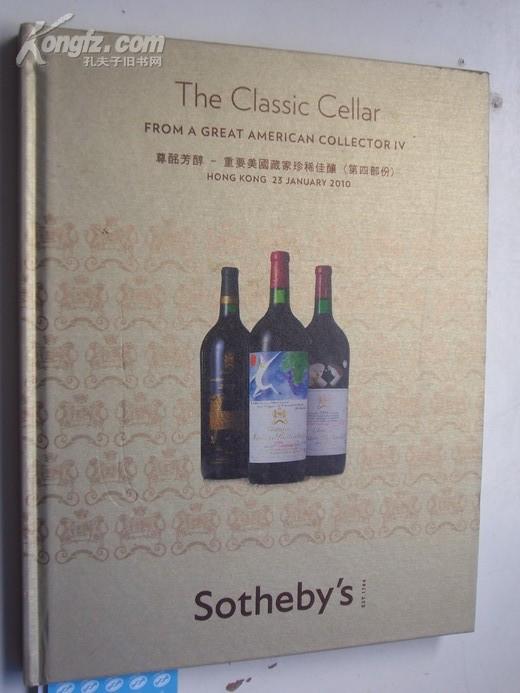 Kongfz.com
孔夫子旧书网
The Classic Cellar
FROM A GREAT AMERICAN COLLECTOR IV
尊酩芳醇 - 重要美國藏家珍稀佳釀（第四部份）
HONG KONG 23 JANUARY 2010
Sotheby's
EST. 1744